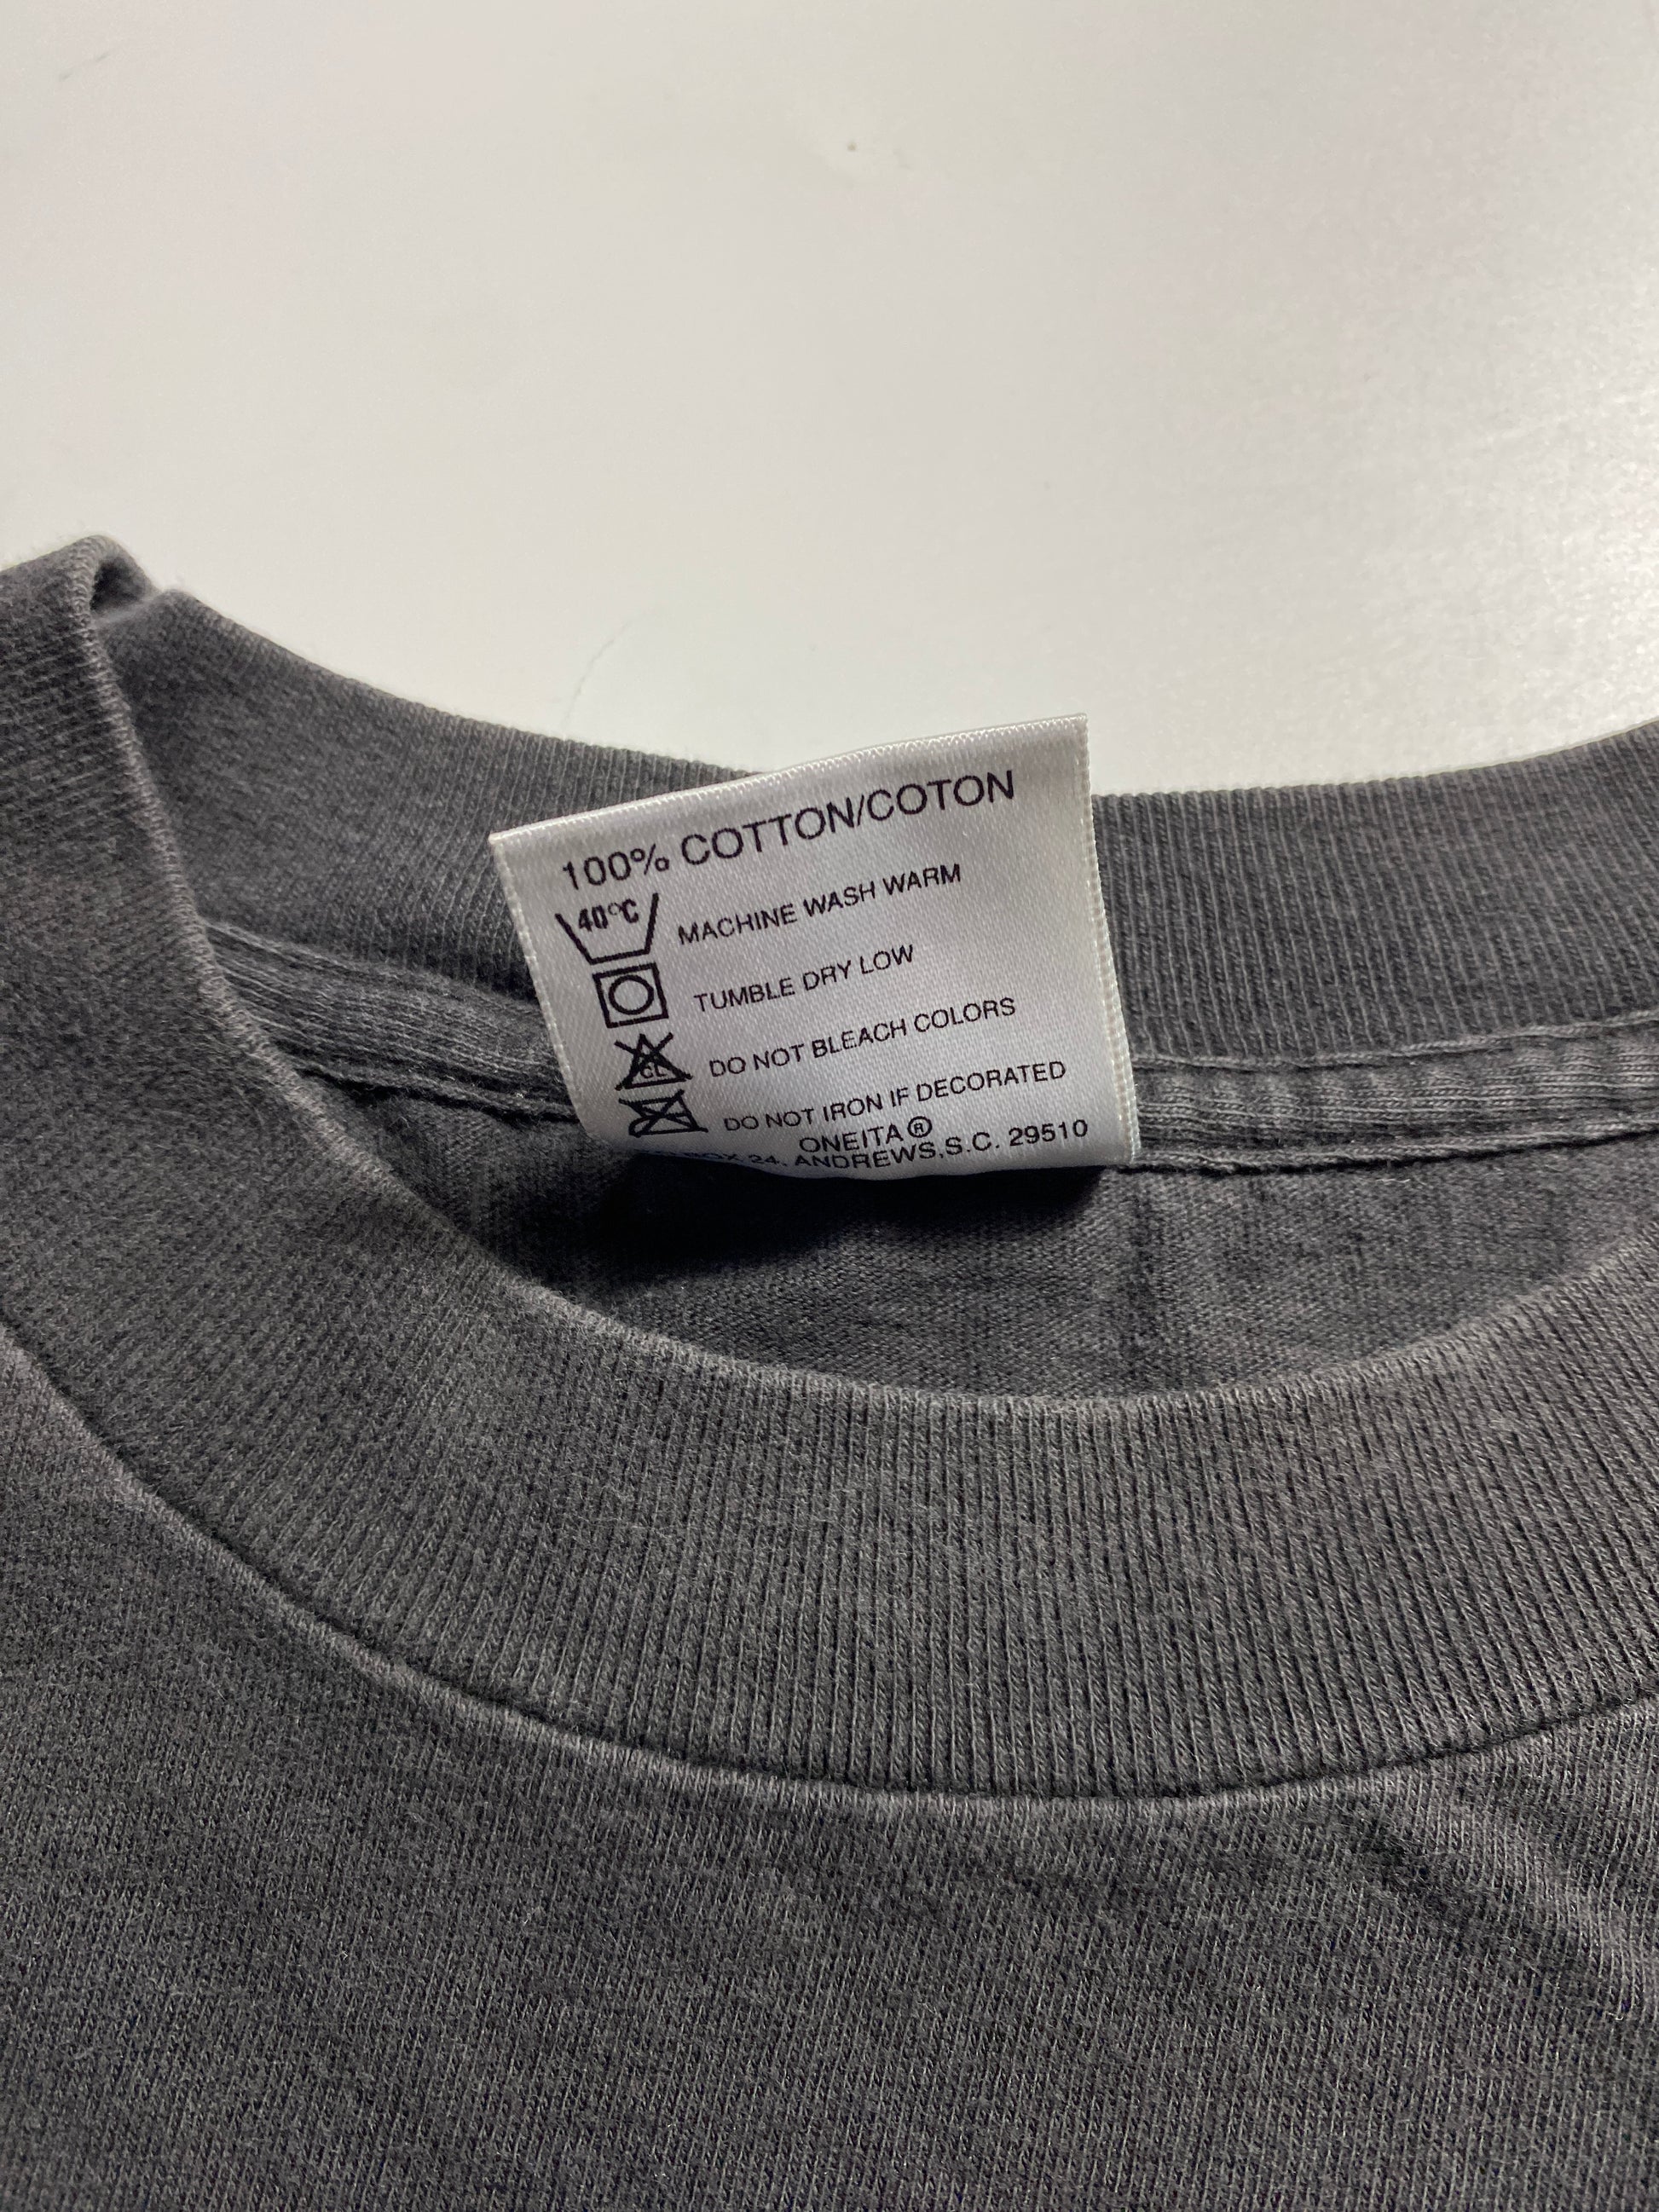 100% COTTON/COTON
40°C MACHINE WASH WARM
TUMBLE DRY LOW
CL DO NOT BLEACH COLORS
DO NOT IRON IF DECORATED
ONEITA®
BOX 24, ANDREWS,S.C. 29510